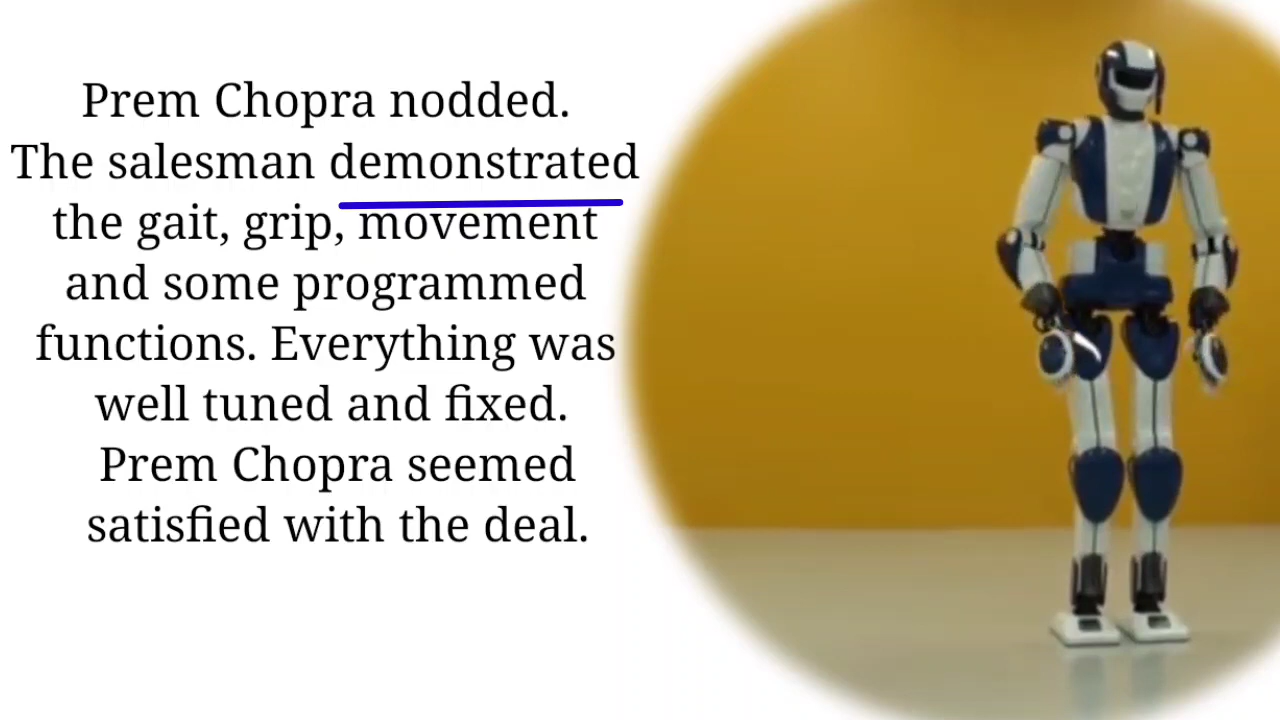 Prem Chopra nodded.
The salesman demonstrated
the gait, grip, movement
and some programmed
functions. Everything was
well tuned and fixed.
Prem Chopra seemed
satisfied with the deal.